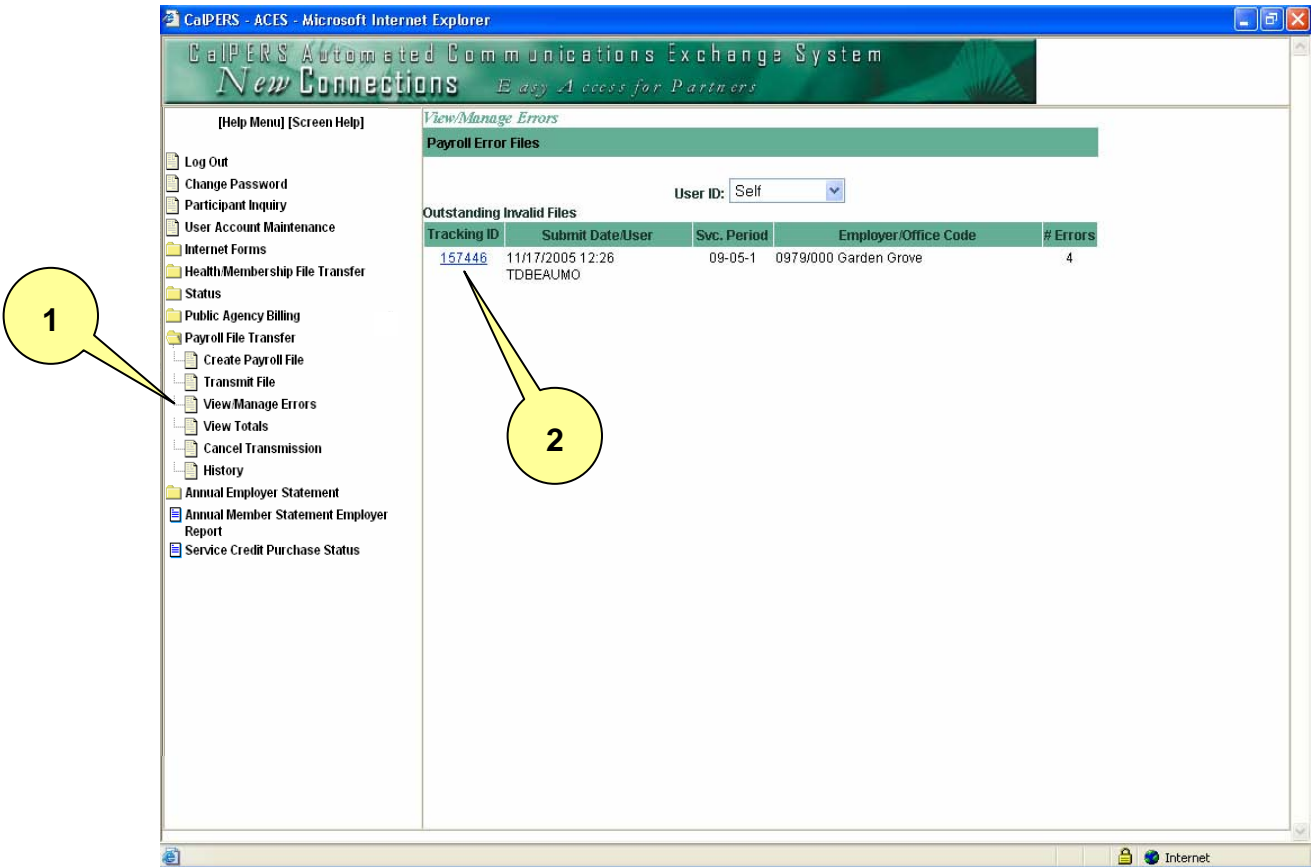 CalPERS - ACES - Microsoft Internet Explorer
CalPERS Automated Communications Exchange System
New Connections Easy Access for Partners
[Help Menu] [Screen Help]
Log Out
Change Password
Participant Inquiry
User Account Maintenance
Internet Forms
Health/Membership File Transfer
Status
Public Agency Billing
Payroll File Transfer
Create Payroll File
Transmit File
View/Manage Errors
View Totals
Cancel Transmission
History
Annual Employer Statement
Annual Member Statement Employer
Report
Service Credit Purchase Status
View/Manage Errors
Payroll Error Files
User ID: Self
Outstanding Invalid Files
Tracking ID Submit Date/User Svc. Period Employer/Office Code # Errors
157446 11/17/2005 12:26 09-05-1 0979/000 Garden Grove 4
TDBEAUMO
1
2
Internet